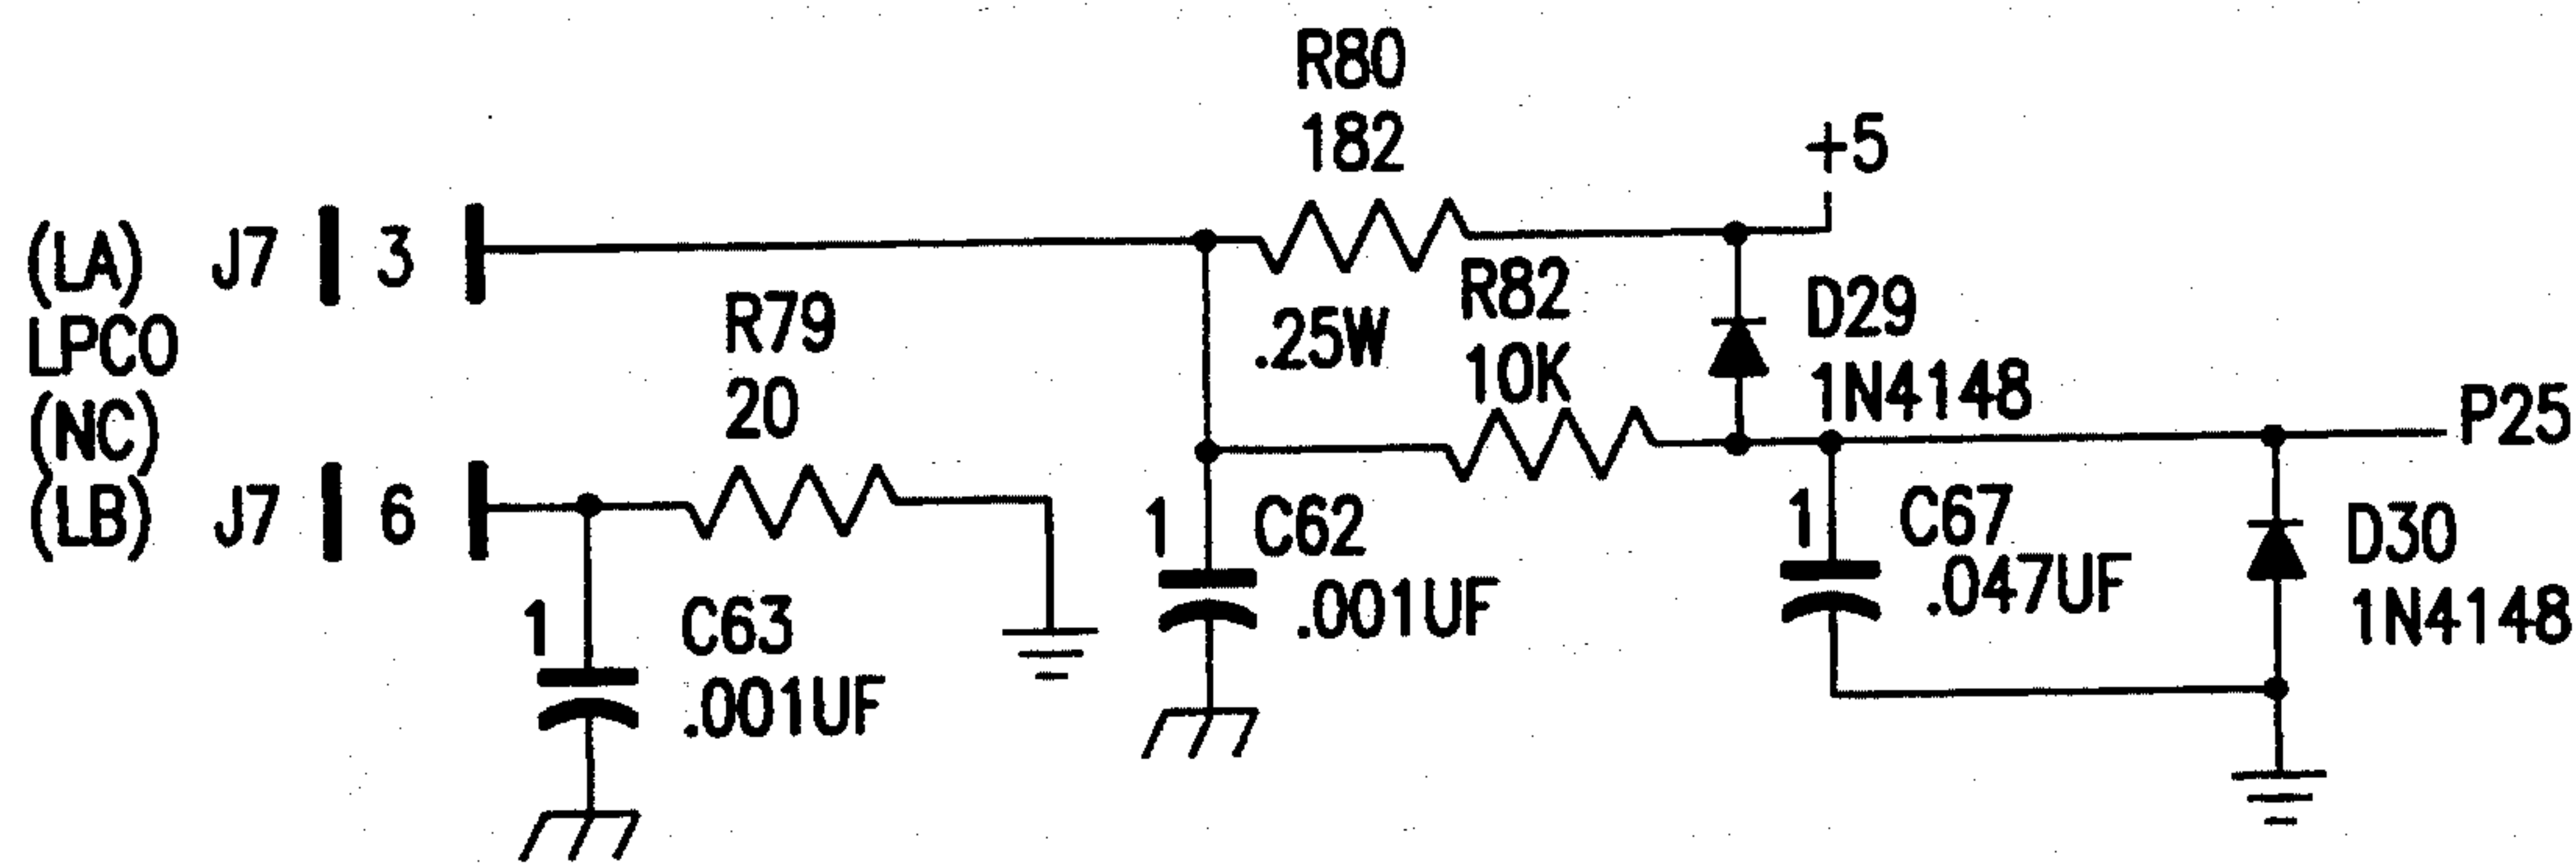 R80
182
.25W
+5
(LA) J7 3
LPCO
(NC)
(LB) J7 6
R79
20
R82
10K
D29
1N4148
P25
1 C63
.001UF
1 C62
.001UF
1 C67
.047UF
D30
1N4148